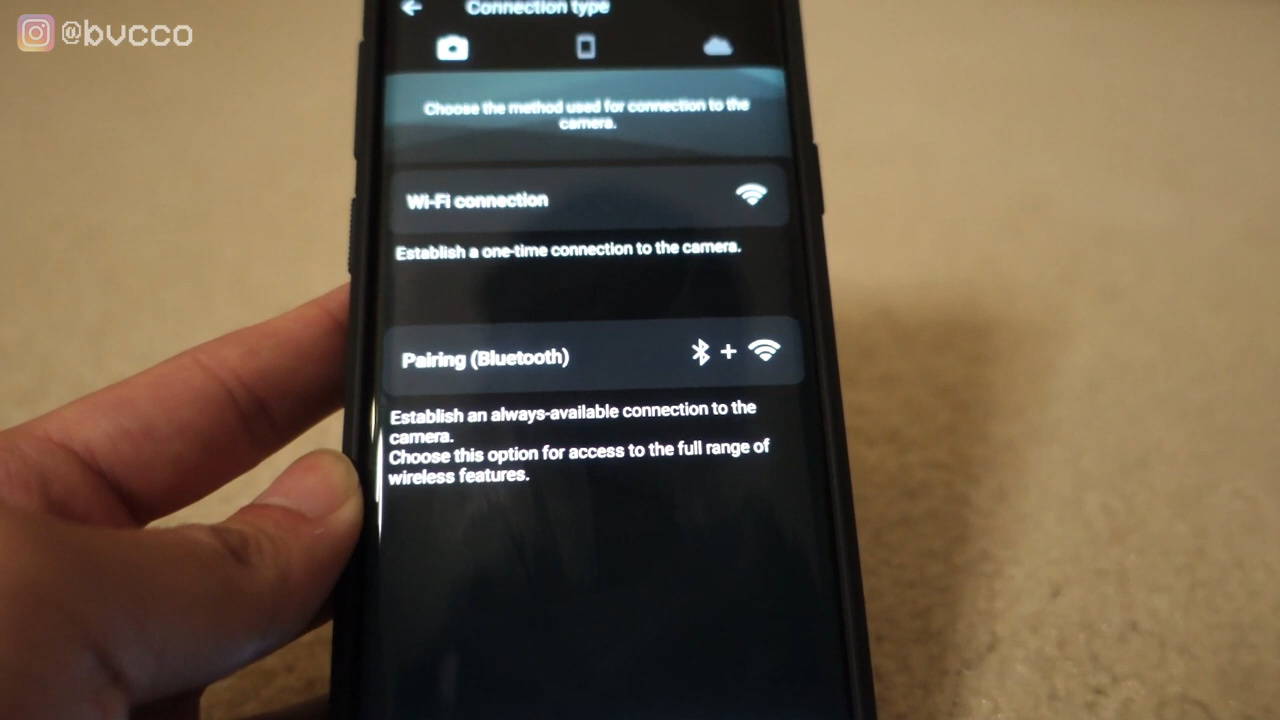 @bvcco
Connection type
Choose the method used for connection to the
camera.
Wi-Fi connection
Establish a one-time connection to the camera.
Pairing (Bluetooth)
+
Establish an always-available connection to the
camera.
Choose this option for access to the full range of
wireless features.